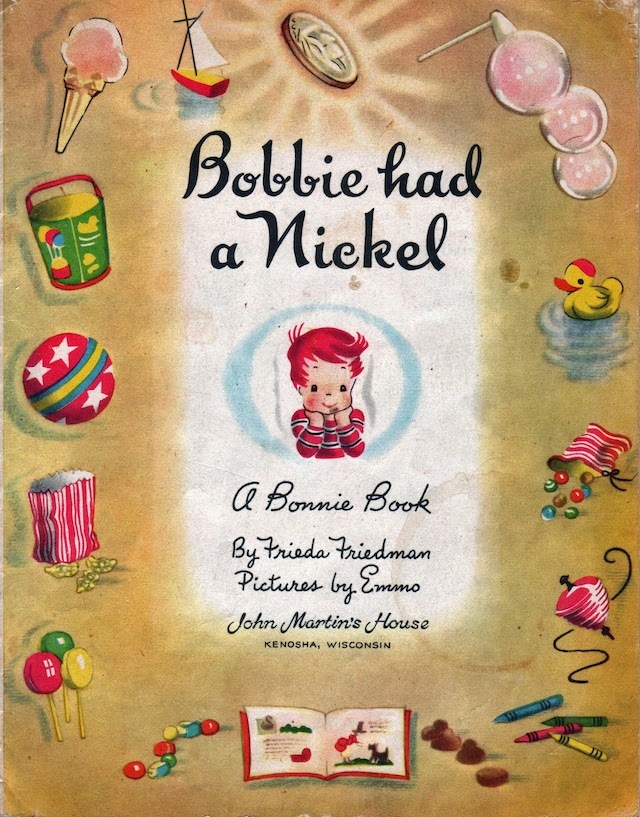 Bobbie had
a Nickel
A Bonnie Book
By Frieda Friedman
Pictures by Emmo
John Martin's House
KENOSHA, WISCONSIN